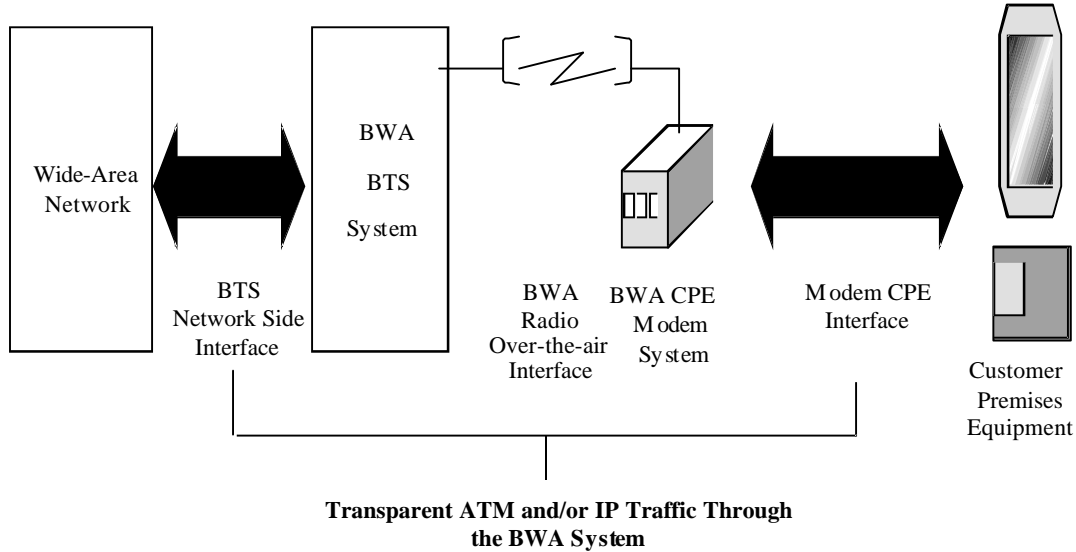 Wide-Area
Network
BTS
Network Side
Interface
BWA
BTS
System
BWA
Radio
Over-the-air
Interface
BWA CPE
Modem
System
Modem CPE
Interface
Customer
Premises
Equipment
Transparent ATM and/or IP Traffic Through
the BWA System